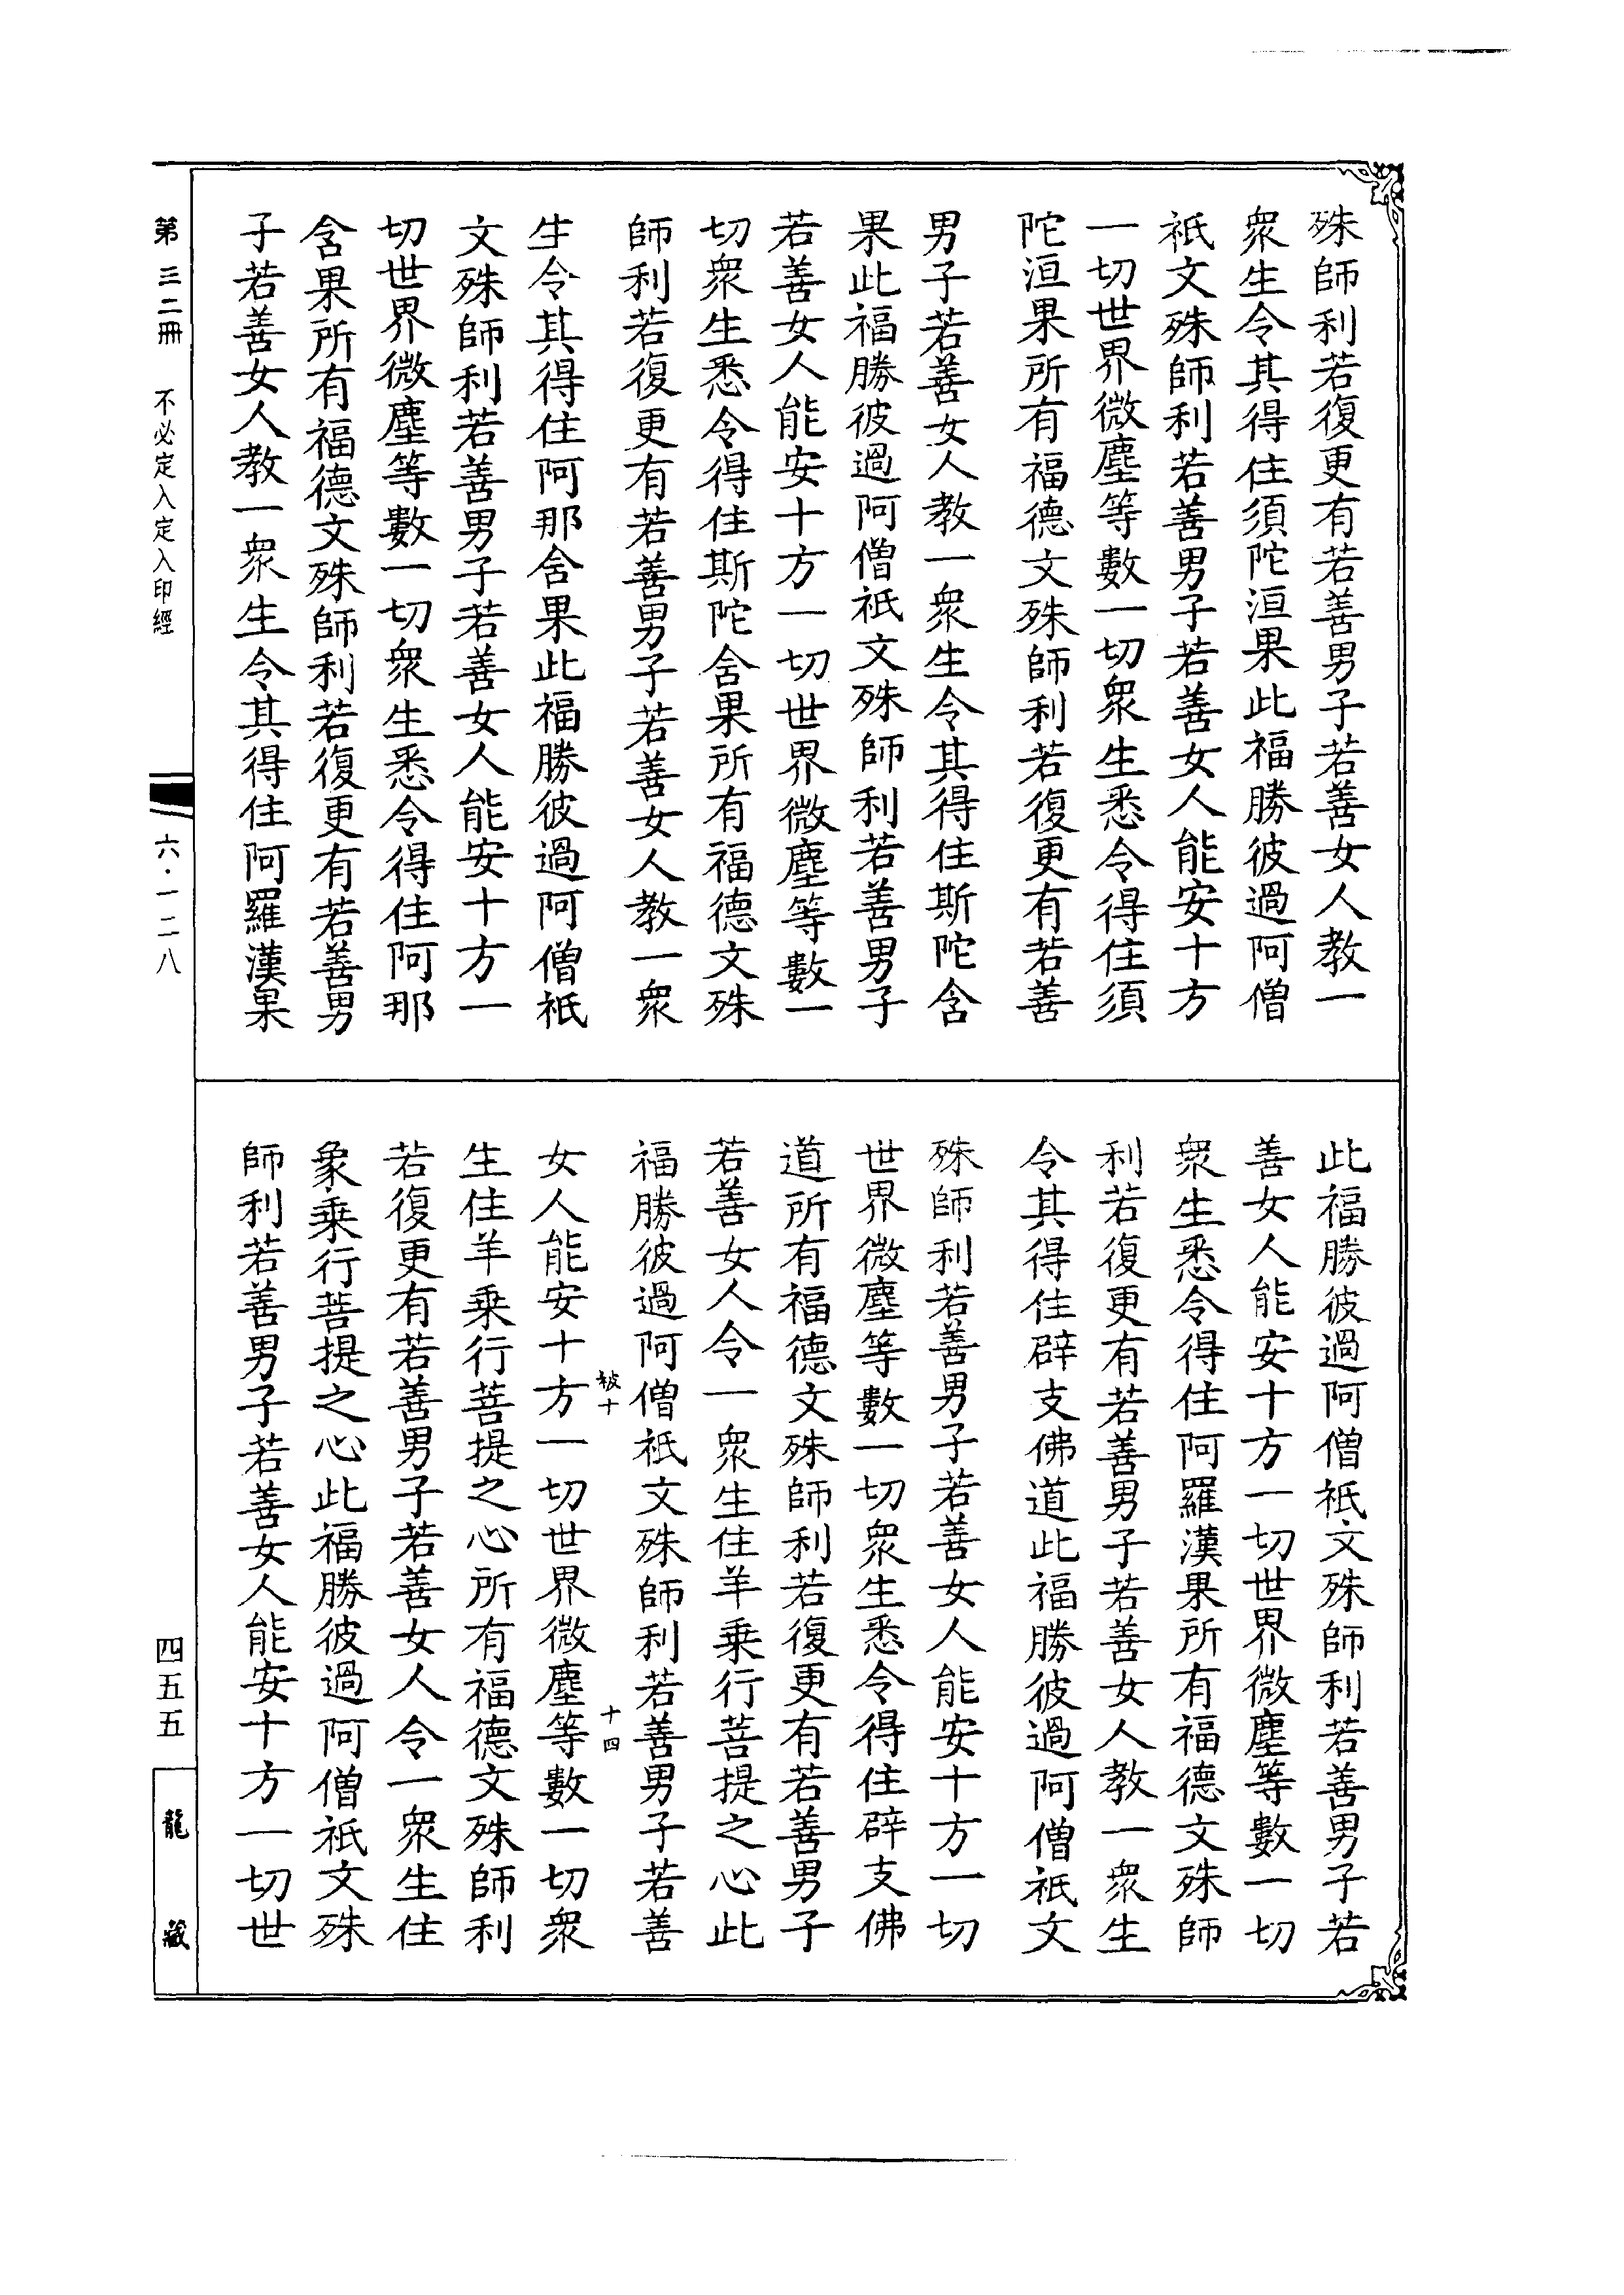 殊師利若復更有若善男子若善女人教一
衆生令其得住須陀洹果此福勝彼過阿僧
祇文殊師利若善男子若善女人能安十方
一切世界微塵等數一切衆生悉令得住須
陀洹果所有福德文殊師利若復更有若善
男子若善女人教一衆生令其得住斯陀含
果此福勝彼過阿僧祇文殊師利若善男子
若善女人能安十方一切世界微塵等數一
切衆生悉令得住斯陀含果所有福德文殊
師利若復更有若善男子若善女人教一衆
生令其得住阿那含果此福勝彼過阿僧祇
文殊師利若善男子若善女人能安十方一
切世界微塵等數一切衆生悉令得住阿那
含果所有福德文殊師利若復更有若善男
子若善女人教一衆生令其得住阿羅漢果
此福勝彼過阿僧祇文殊師利若善男子若
善女人能安十方一切世界微塵等數一切
衆生悉令得住阿羅漢果所有福德文殊師
利若復更有若善男子若善女人教一衆生
令其得住辟支佛道此福勝彼過阿僧祇文
殊師利若善男子若善女人能安十方一切
世界微塵等數一切衆生悉令得住辟支佛
道所有福德文殊師利若復更有若善男子
若善女人令一衆生住羊乘行菩提之心此
福勝彼過阿僧祇文殊師利若善男子若善
女人能安十方一切世界微塵等數一切衆
生住羊乘行菩提之心所有福德文殊師利
若復更有若善男子若善女人令一衆生住
象乘行菩提之心此福勝彼過阿僧祇文殊
師利若善男子若善女人能安十方一切世
十 十四
第三二冊 不必定入定入印經 六·一二八 四五五 龍藏